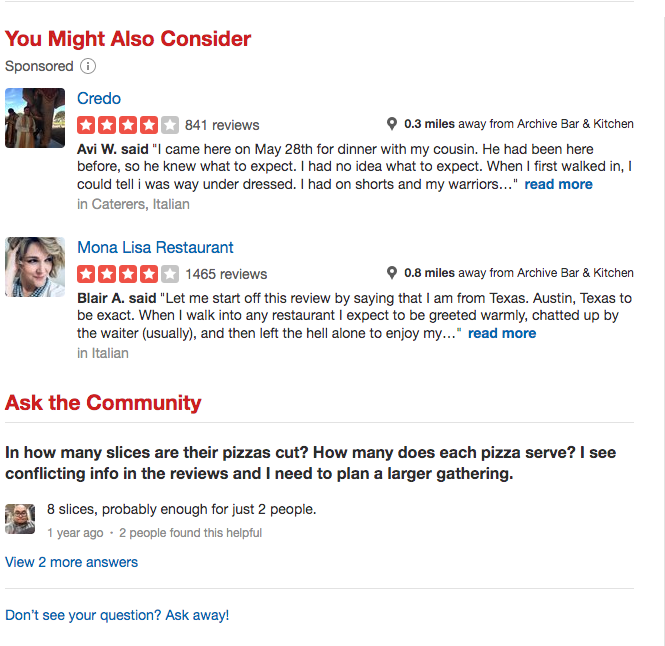 You Might Also Consider
Sponsored
Credo
841 reviews
0.3 miles away from Archive Bar & Kitchen
Avi W. said "I came here on May 28th for dinner with my cousin. He had been here
before, so he knew what to expect. I had no idea what to expect. When I first walked in, I
could tell i was way under dressed. I had on shorts and my warriors…" read more
in Caterers, Italian
Mona Lisa Restaurant
1465 reviews
0.8 miles away from Archive Bar & Kitchen
Blair A. said "Let me start off this review by saying that I am from Texas. Austin, Texas to
be exact. When I walk into any restaurant I expect to be greeted warmly, chatted up by
the waiter (usually), and then left the hell alone to enjoy my…" read more
in Italian
Ask the Community
In how many slices are their pizzas cut? How many does each pizza serve? I see
conflicting info in the reviews and I need to plan a larger gathering.
8 slices, probably enough for just 2 people.
1 year ago · 2 people found this helpful
View 2 more answers
Don't see your question? Ask away!